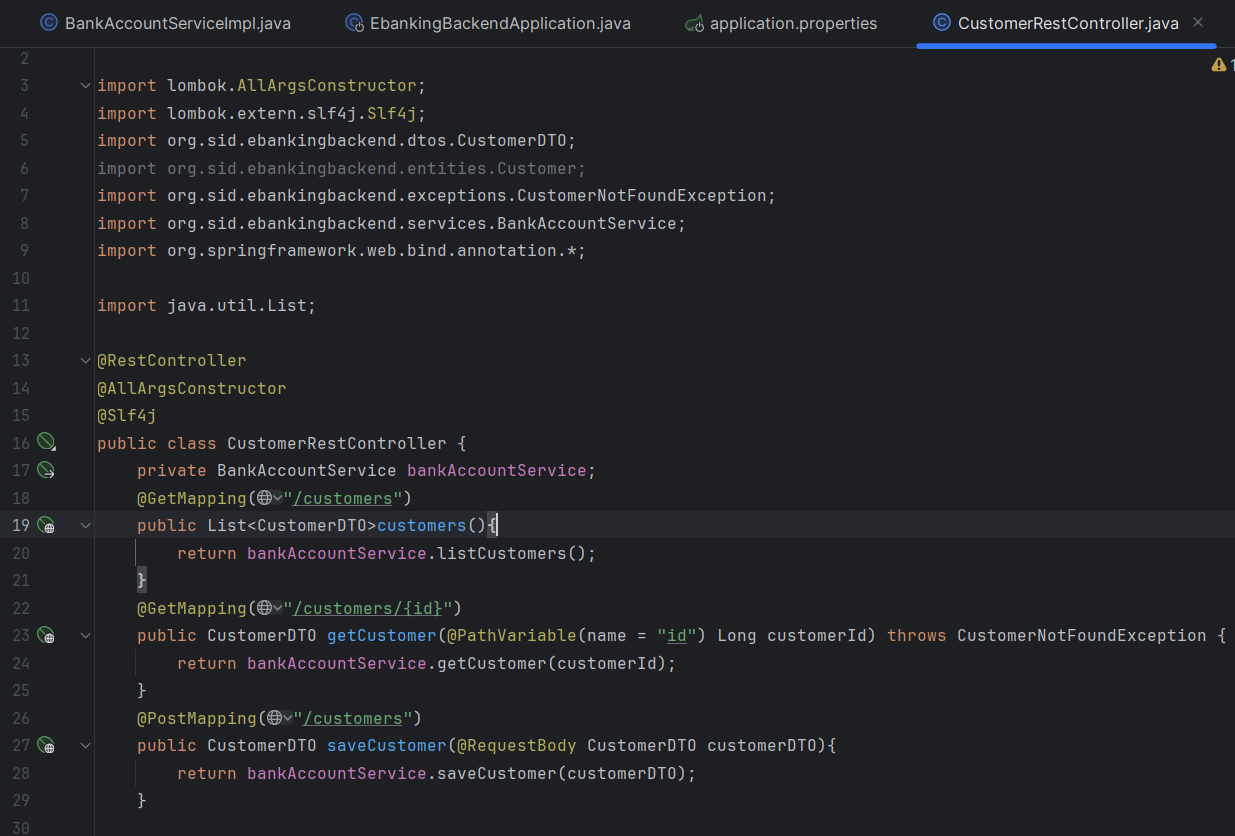 BankAccountServiceImpl.java EbankingBackendApplication.java application.properties CustomerRestController.java
2
3 import lombok.AllArgsConstructor;
4 import lombok.extern.slf4j.Slf4j;
5 import org.sid.ebankingbackend.dtos.CustomerDTO;
6 import org.sid.ebankingbackend.entities.Customer;
7 import org.sid.ebankingbackend.exceptions.CustomerNotFoundException;
8 import org.sid.ebankingbackend.services.BankAccountService;
9 import org.springframework.web.bind.annotation.*;
10
11 import java.util.List;
12
13 @RestController
14 @AllArgsConstructor
15 @Slf4j
16 public class CustomerRestController {
17     private BankAccountService bankAccountService;
18     @GetMapping("/customers")
19     public List<CustomerDTO>customers(){
20         return bankAccountService.listCustomers();
21     }
22     @GetMapping("/customers/{id}")
23     public CustomerDTO getCustomer(@PathVariable(name = "id") Long customerId) throws CustomerNotFoundException {
24         return bankAccountService.getCustomer(customerId);
25     }
26     @PostMapping("/customers")
27     public CustomerDTO saveCustomer(@RequestBody CustomerDTO customerDTO){
28         return bankAccountService.saveCustomer(customerDTO);
29     }
30